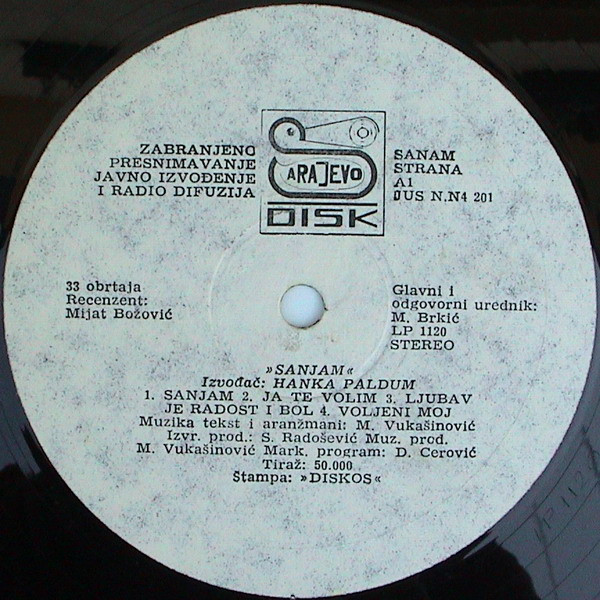 ZABRANJENO
PRESNIMAVANJE
JAVNO IZVOĐENJE
I RADIO DIFUZIJA
SARAJEVO
DISK
SANAM
STRANA
A1
JUS N.N4 201
33 obrtaja
Recenzent:
Mijat Božović
Glavni i
odgovorni urednik:
M. Brkić
LP 1120
STEREO
»SANJAM«
Izvođač: HANKA PALDUM
1. SANJAM 2. JA TE VOLIM 3. LJUBAV
JE RADOST I BOL 4. VOLJENI MOJ
Muzika tekst i aranžmani: M. Vukašinović
Izvr. prod.: S. Radošević Muz. prod.
M. Vukašinović Mark. program: D. Cerović
Tiraž: 50.000
Štampa: »DISKOS«